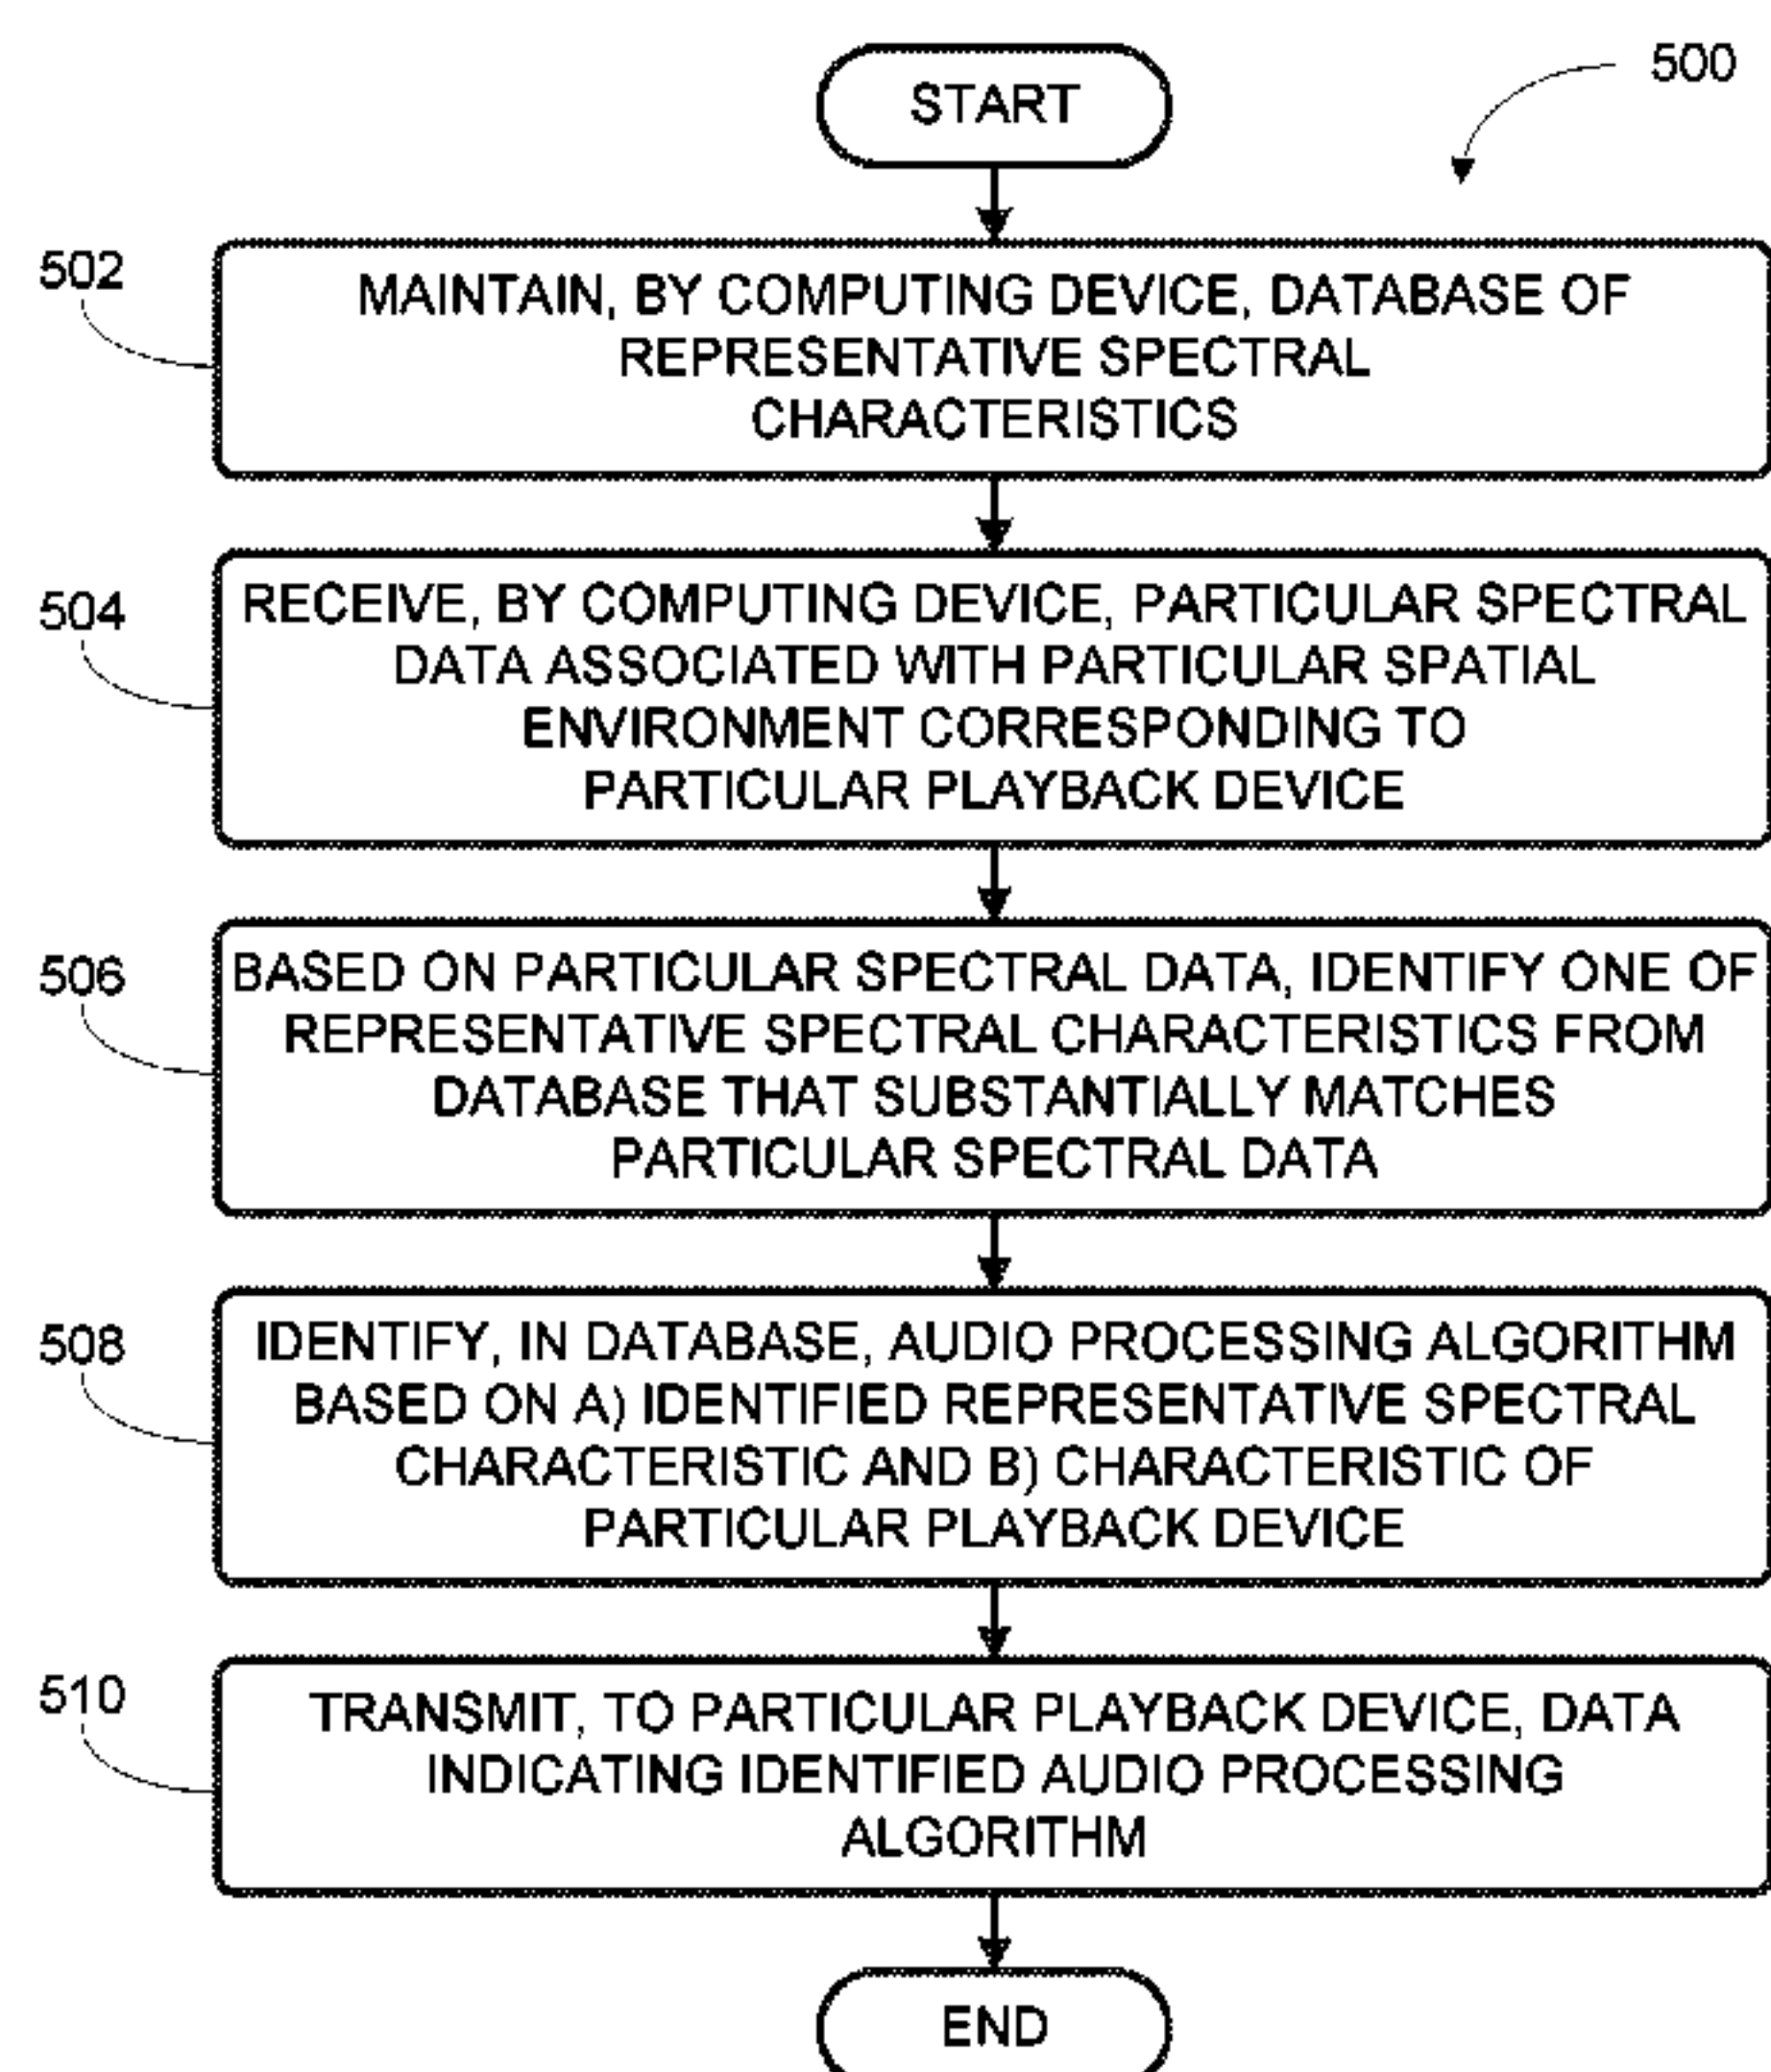 START
500
502
MAINTAIN, BY COMPUTING DEVICE, DATABASE OF
REPRESENTATIVE SPECTRAL
CHARACTERISTICS
504
RECEIVE, BY COMPUTING DEVICE, PARTICULAR SPECTRAL
DATA ASSOCIATED WITH PARTICULAR SPATIAL
ENVIRONMENT CORRESPONDING TO
PARTICULAR PLAYBACK DEVICE
506
BASED ON PARTICULAR SPECTRAL DATA, IDENTIFY ONE OF
REPRESENTATIVE SPECTRAL CHARACTERISTICS FROM
DATABASE THAT SUBSTANTIALLY MATCHES
PARTICULAR SPECTRAL DATA
508
IDENTIFY, IN DATABASE, AUDIO PROCESSING ALGORITHM
BASED ON A) IDENTIFIED REPRESENTATIVE SPECTRAL
CHARACTERISTIC AND B) CHARACTERISTIC OF
PARTICULAR PLAYBACK DEVICE
510
TRANSMIT, TO PARTICULAR PLAYBACK DEVICE, DATA
INDICATING IDENTIFIED AUDIO PROCESSING
ALGORITHM
END